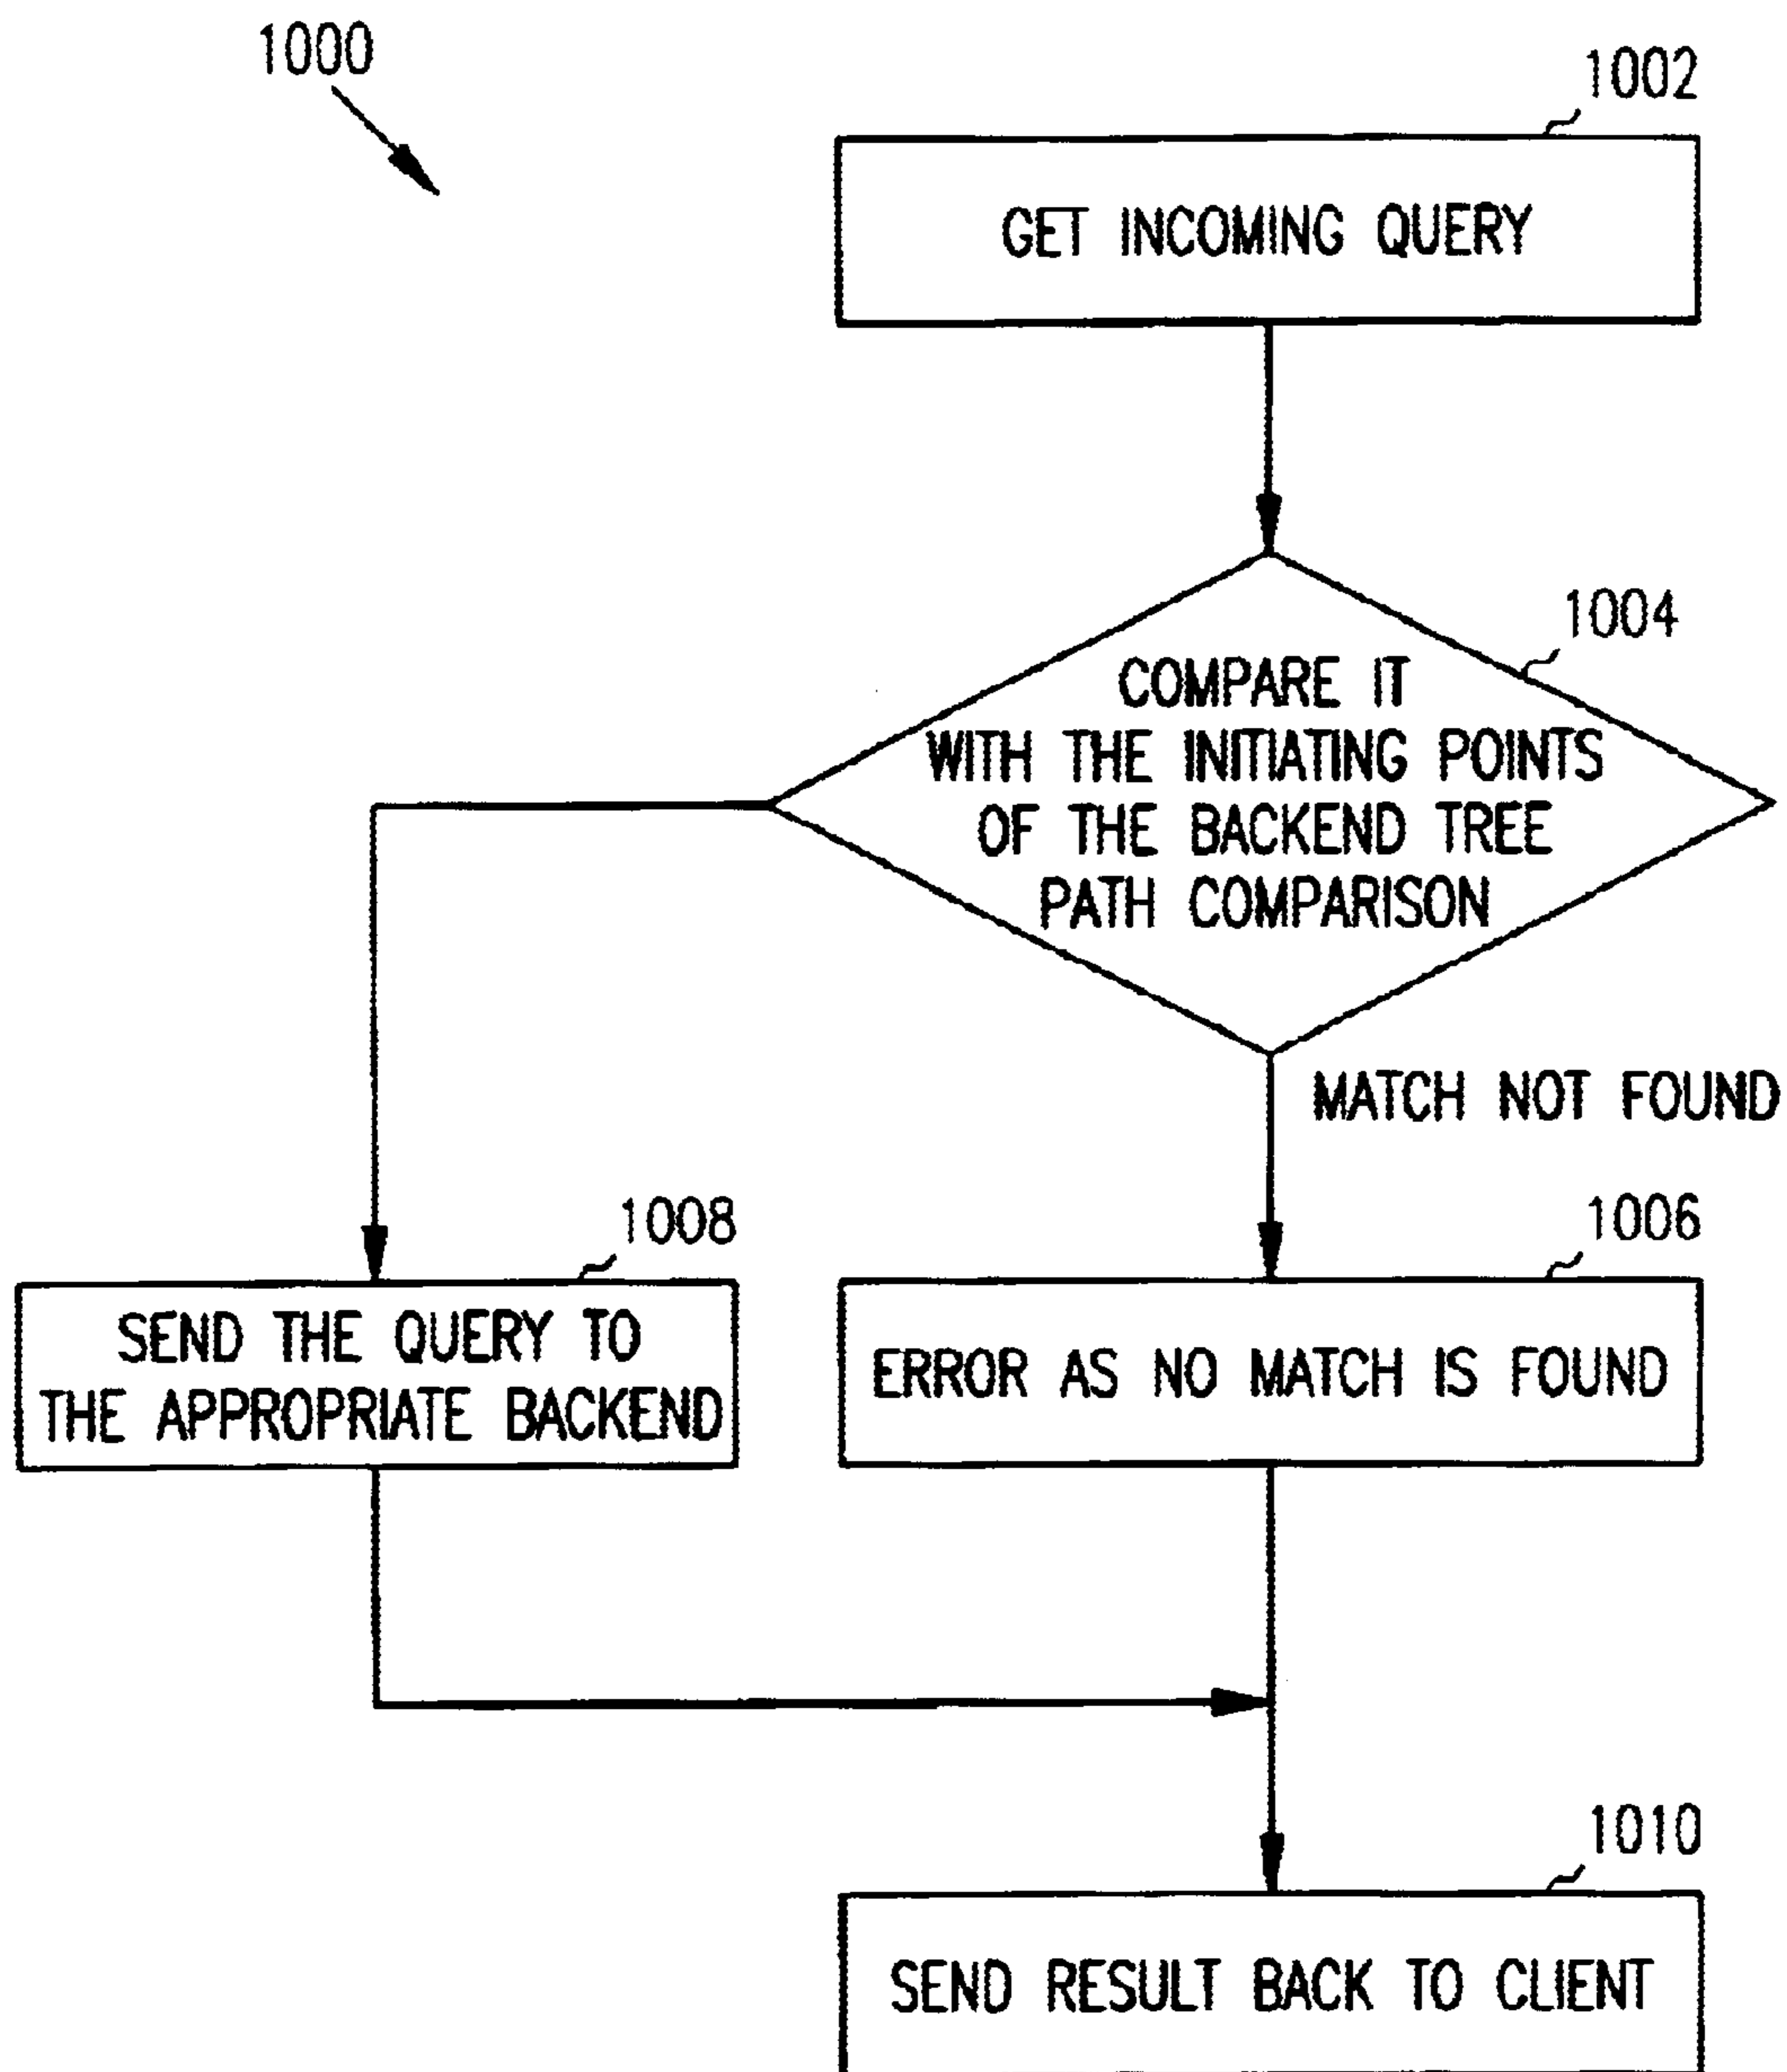 1000
1002
GET INCOMING QUERY
1004
COMPARE IT
WITH THE INITIATING POINTS
OF THE BACKEND TREE
PATH COMPARISON
MATCH NOT FOUND
1008
SEND THE QUERY TO
THE APPROPRIATE BACKEND
1006
ERROR AS NO MATCH IS FOUND
1010
SEND RESULT BACK TO CLIENT